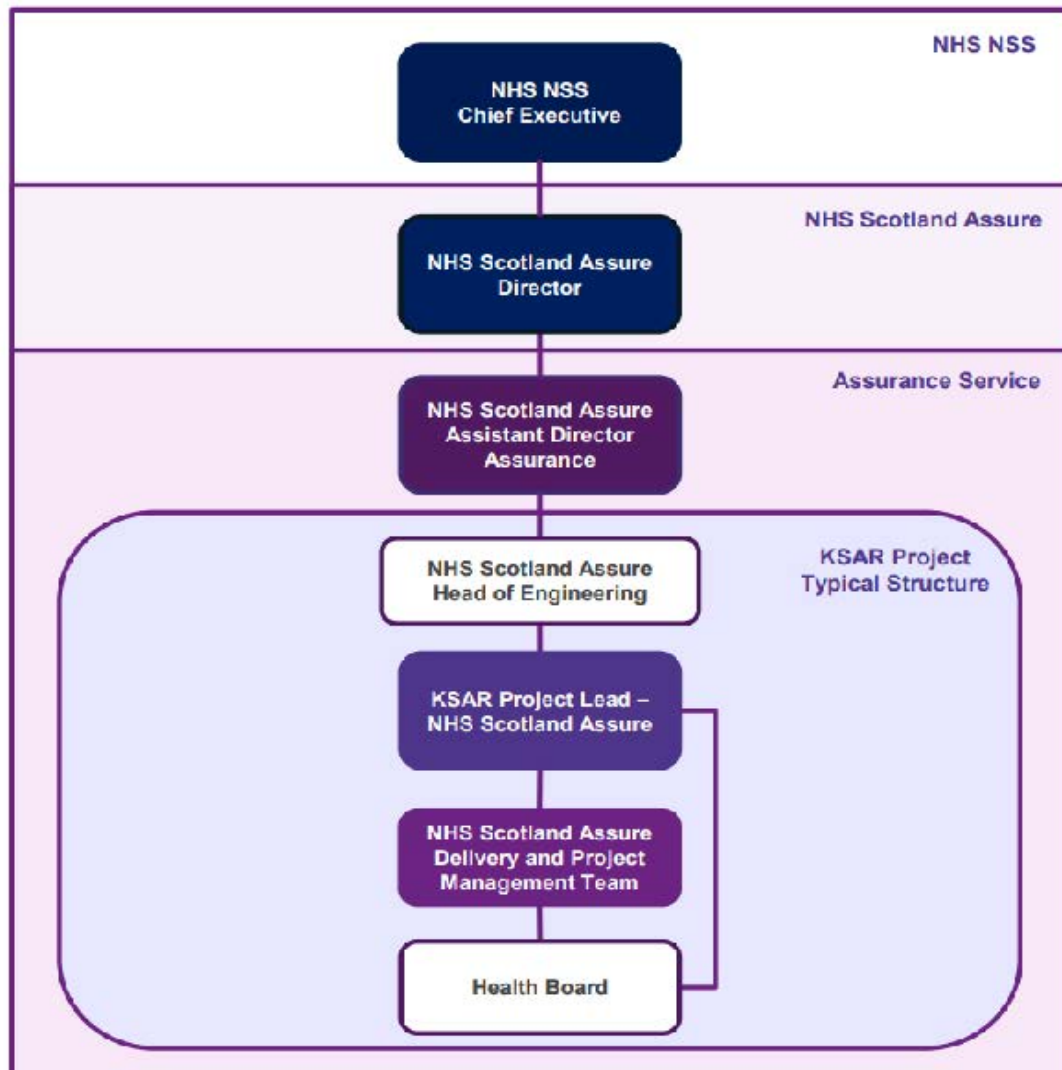 NHS NSS
NHS NSS
Chief Executive
NHS Scotland Assure
NHS Scotland Assure
Director
Assurance Service
NHS Scotland Assure
Assistant Director
Assurance
KSAR Project
Typical Structure
NHS Scotland Assure
Head of Engineering
KSAR Project Lead –
NHS Scotland Assure
NHS Scotland Assure
Delivery and Project
Management Team
Health Board